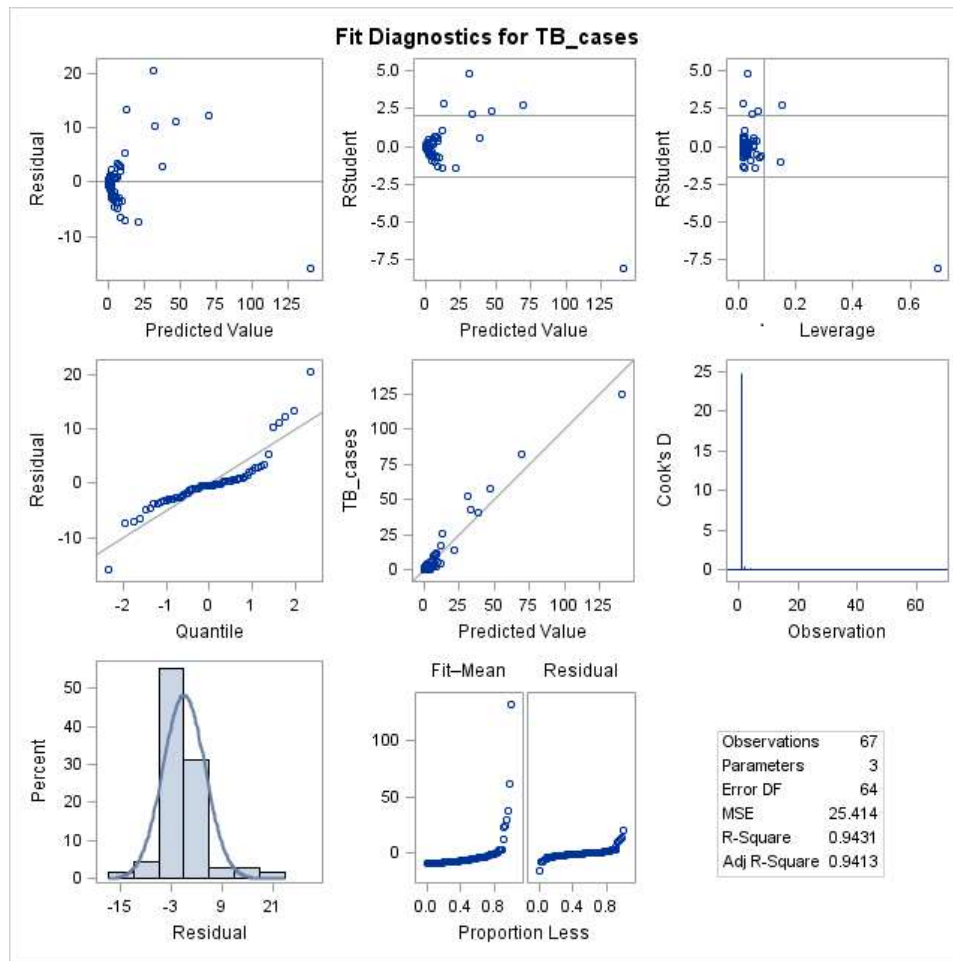 Fit Diagnostics for TB_cases
20
10
0
-10
Residual
0 25 50 75 100 125
Predicted Value
5.0
2.5
0.0
-2.5
-5.0
-7.5
RStudent
0 25 50 75 100 125
Predicted Value
5.0
2.5
0.0
-2.5
-5.0
-7.5
RStudent
0.0 0.2 0.4 0.6
Leverage
20
10
0
-10
Residual
-2 -1 0 1 2
Quantile
125
100
75
50
25
0
TB_cases
0 25 50 75 100 125
Predicted Value
25
20
15
10
5
0
Cook's D
0 20 40 60
Observation
50
40
30
20
10
0
Percent
-15 -3 9 21
Residual
Fit–Mean Residual
100
50
0
0.0 0.4 0.8 0.0 0.4 0.8
Proportion Less
Observations 67
Parameters 3
Error DF 64
MSE 25.414
R-Square 0.9431
Adj R-Square 0.9413